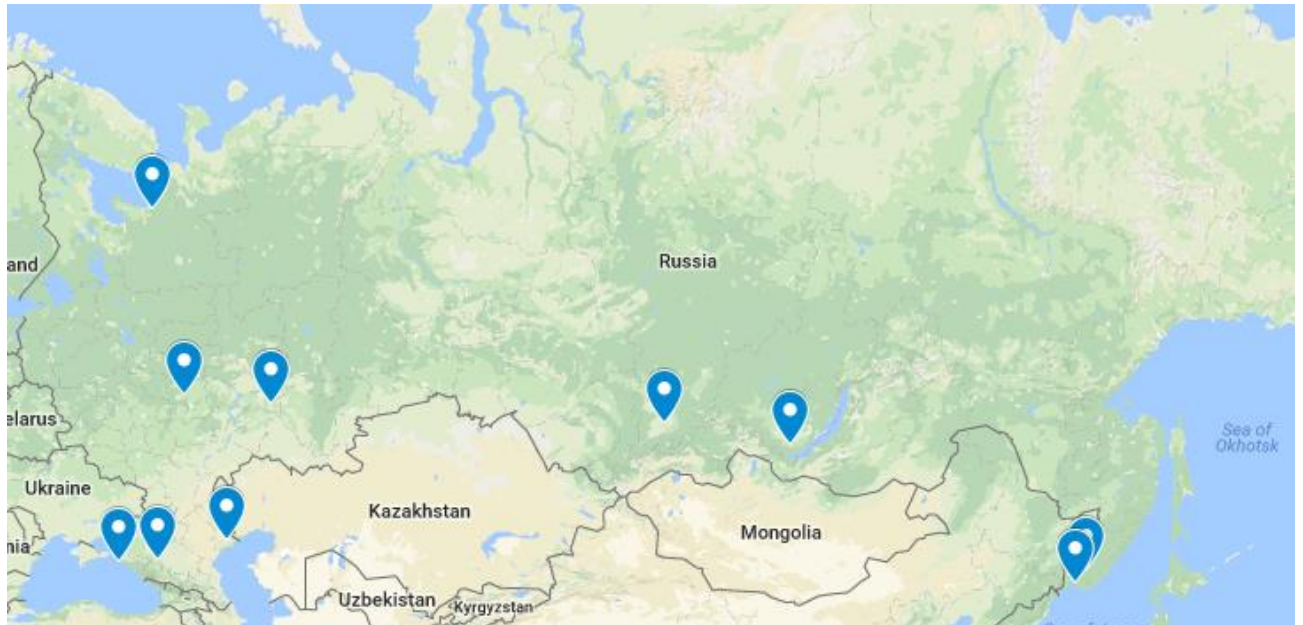 Russia
and
elarus
Ukraine
nia
Kazakhstan
Mongolia
Uzbekistan
Kyrgyzstan
Sea of
Okhotsk